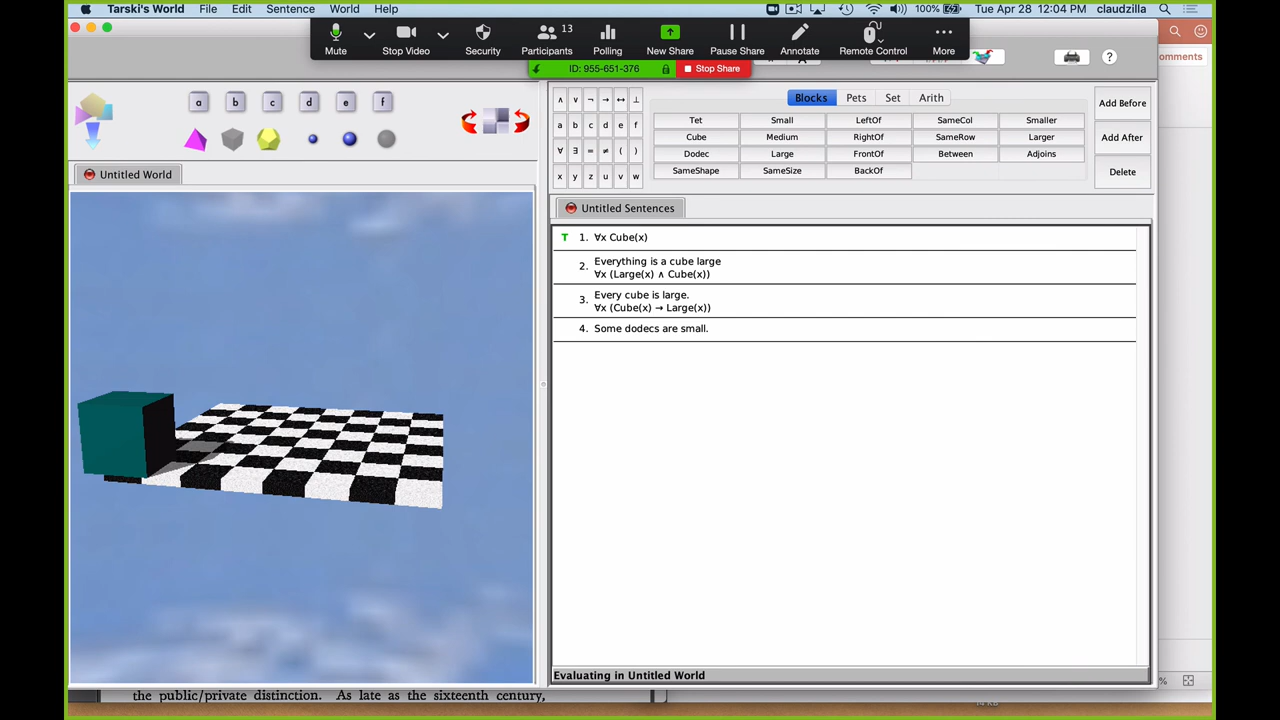 Tarski's World File Edit Sentence World Help 100% Tue Apr 28 12:04 PM claudzilla
Mute Stop Video Security Participants 13 Polling New Share Pause Share Annotate Remote Control More
ID: 955-651-376 Stop Share
omments
a b c d e f
∧ ∨ ¬ → ↔ ⊥
a b c d e f
∀ ∃ = ≠ ( )
x y z u v w
Blocks Pets Set Arith
Tet Small LeftOf SameCol Smaller
Cube Medium RightOf SameRow Larger
Dodec Large FrontOf Between Adjoins
SameShape SameSize BackOf
Add Before
Add After
Delete
Untitled World
Untitled Sentences
T 1. ∀x Cube(x)
2. Everything is a cube large
∀x (Large(x) ∧ Cube(x))
3. Every cube is large.
∀x (Cube(x) → Large(x))
4. Some dodecs are small.
Evaluating in Untitled World
%
the public/private distinction. As late as the sixteenth century,